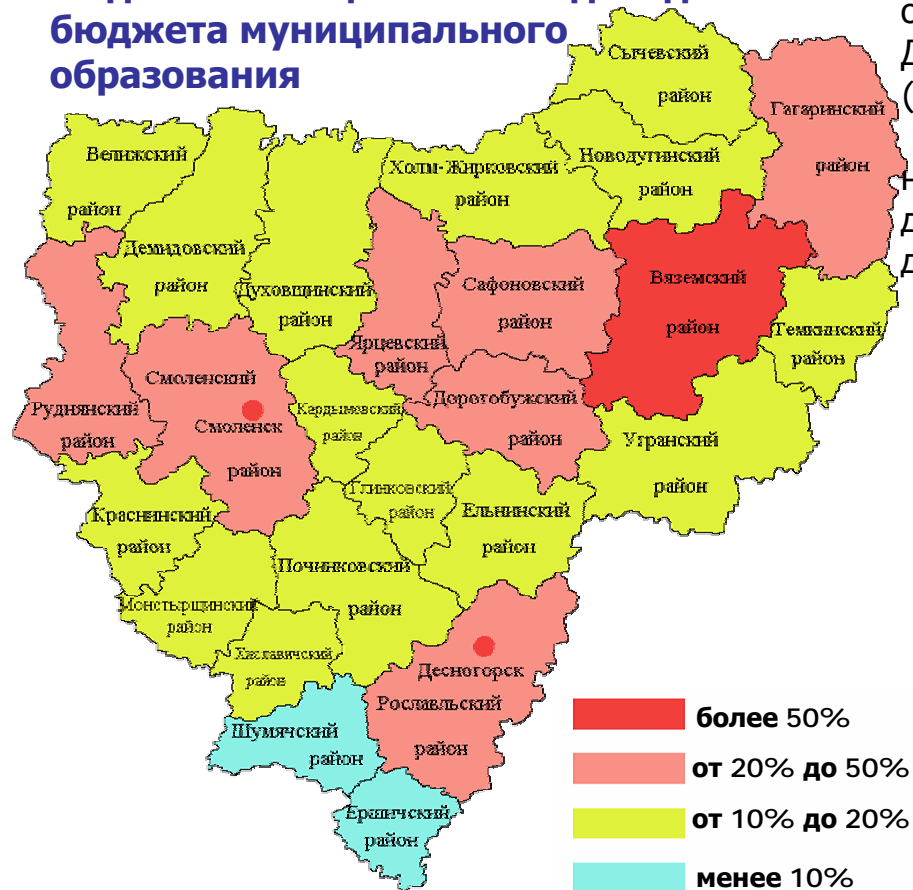 бюджета муниципального
образования
Сычевский
район
Гагаринский
район
Велижский
район
Холм-Жирковский
район
Новодугинский
район
Демидовский
район
Духовщинский
район
Ярцевский
район
Сафоновский
район
Вяземский
район
Темкинский
район
Руднянский
район
Смоленский
Смоленск
район
Кардымевский
район
Дорогобужский
район
Угранский
район
Глинковский
район
Ельнинский
район
Краснинский
район
Починковский
район
Монстырщинский
район
Хиславичский
район
Десногорск
Рославльский
район
Шумячский
район
Ершичский
район
более 50%
от 20% до 50%
от 10% до 20%
менее 10%